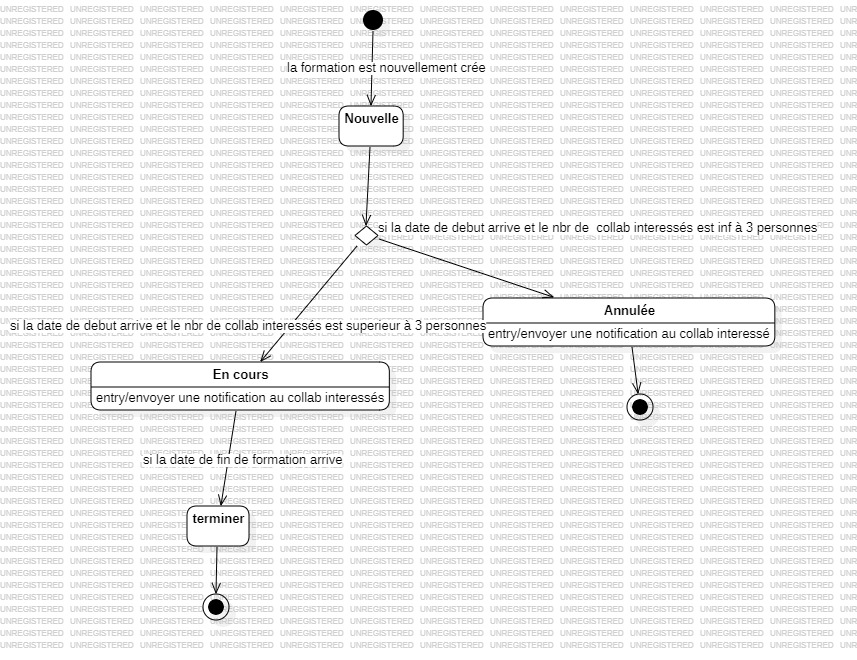 la formation est nouvellement crée
Nouvelle
si la date de debut arrive et le nbr de  collab interessés est inf à 3 personnes
Annulée
si la date de debut arrive et le nbr de collab interessés est superieur à 3 personnes
entry/envoyer une notification au collab interessé
En cours
entry/envoyer une notification au collab interessés
si la date de fin de formation arrive
terminer
UNREGISTERED